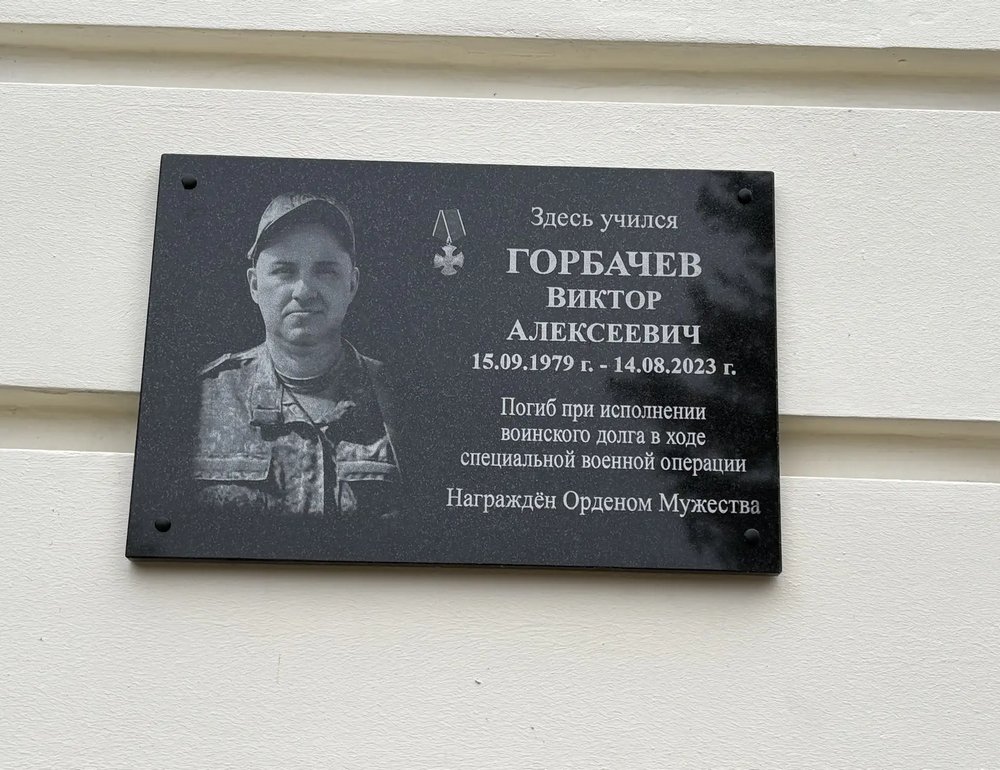 Здесь учился
ГОРБАЧЕВ
ВИКТОР
АЛЕКСЕЕВИЧ
15.09.1979 г. - 14.08.2023 г.
Погиб при исполнении
воинского долга в ходе
специальной военной операции
Награждён Орденом Мужества